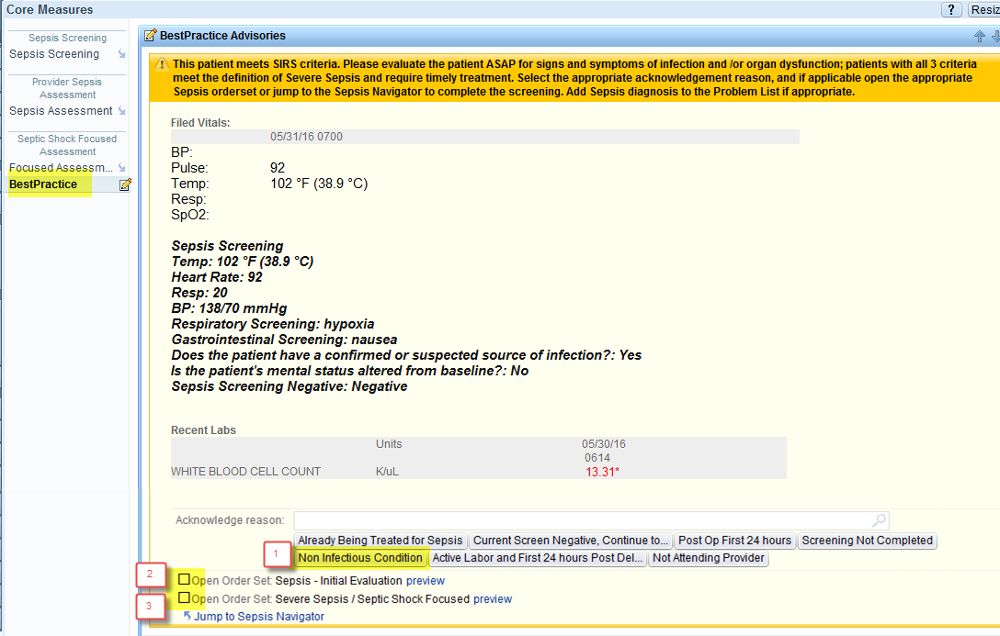 Core Measures
? Resiz
Sepsis Screening
Sepsis Screening
Provider Sepsis
Assessment
Sepsis Assessment
Septic Shock Focused
Assessment
Focused Assessm...
BestPractice
BestPractice Advisories
This patient meets SIRS criteria. Please evaluate the patient ASAP for signs and symptoms of infection and /or organ dysfunction; patients with all 3 criteria
meet the definition of Severe Sepsis and require timely treatment. Select the appropriate acknowledgement reason, and if applicable open the appropriate
Sepsis orderset or jump to the Sepsis Navigator to complete the screening. Add Sepsis diagnosis to the Problem List if appropriate.
Filed Vitals:
05/31/16 0700
BP:
Pulse: 92
Temp: 102 °F (38.9 °C)
Resp:
SpO2:
Sepsis Screening
Temp: 102 °F (38.9 °C)
Heart Rate: 92
Resp: 20
BP: 138/70 mmHg
Respiratory Screening: hypoxia
Gastrointestinal Screening: nausea
Does the patient have a confirmed or suspected source of infection?: Yes
Is the patient's mental status altered from baseline?: No
Sepsis Screening Negative: Negative
Recent Labs
Units 05/30/16
0614
WHITE BLOOD CELL COUNT K/uL 13.31*
Acknowledge reason:
Already Being Treated for Sepsis Current Screen Negative, Continue to... Post Op First 24 hours Screening Not Completed
1 Non Infectious Condition Active Labor and First 24 hours Post Del... Not Attending Provider
2 Open Order Set: Sepsis - Initial Evaluation preview
3 Open Order Set: Severe Sepsis / Septic Shock Focused preview
Jump to Sepsis Navigator